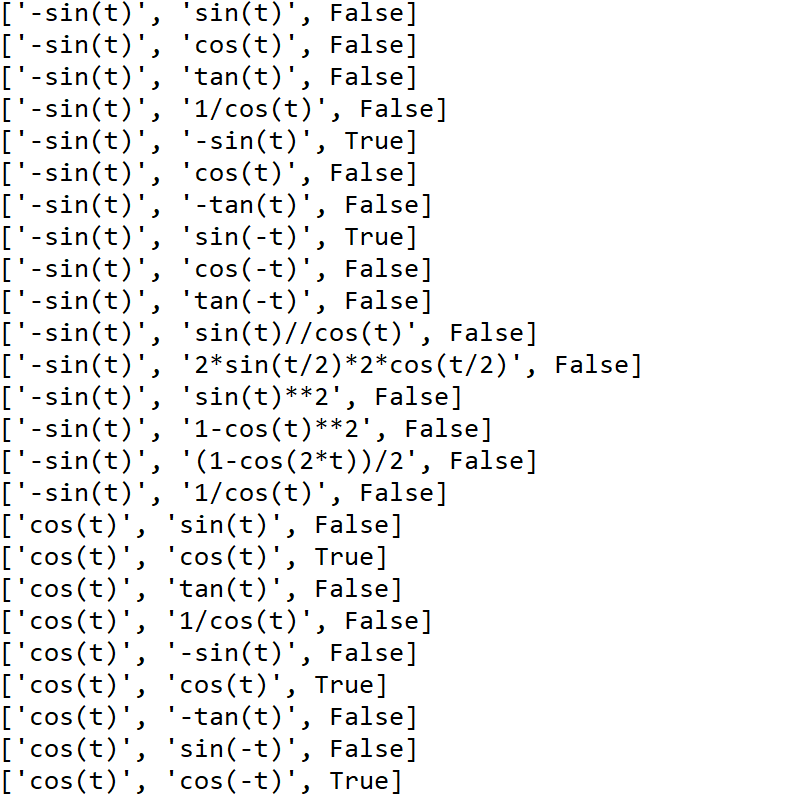 ['-sin(t)', 'sin(t)', False]
['-sin(t)', 'cos(t)', False]
['-sin(t)', 'tan(t)', False]
['-sin(t)', '1/cos(t)', False]
['-sin(t)', '-sin(t)', True]
['-sin(t)', 'cos(t)', False]
['-sin(t)', '-tan(t)', False]
['-sin(t)', 'sin(-t)', True]
['-sin(t)', 'cos(-t)', False]
['-sin(t)', 'tan(-t)', False]
['-sin(t)', 'sin(t)//cos(t)', False]
['-sin(t)', '2*sin(t/2)*2*cos(t/2)', False]
['-sin(t)', 'sin(t)**2', False]
['-sin(t)', '1-cos(t)**2', False]
['-sin(t)', '(1-cos(2*t))/2', False]
['-sin(t)', '1/cos(t)', False]
['cos(t)', 'sin(t)', False]
['cos(t)', 'cos(t)', True]
['cos(t)', 'tan(t)', False]
['cos(t)', '1/cos(t)', False]
['cos(t)', '-sin(t)', False]
['cos(t)', 'cos(t)', True]
['cos(t)', '-tan(t)', False]
['cos(t)', 'sin(-t)', False]
['cos(t)', 'cos(-t)', True]